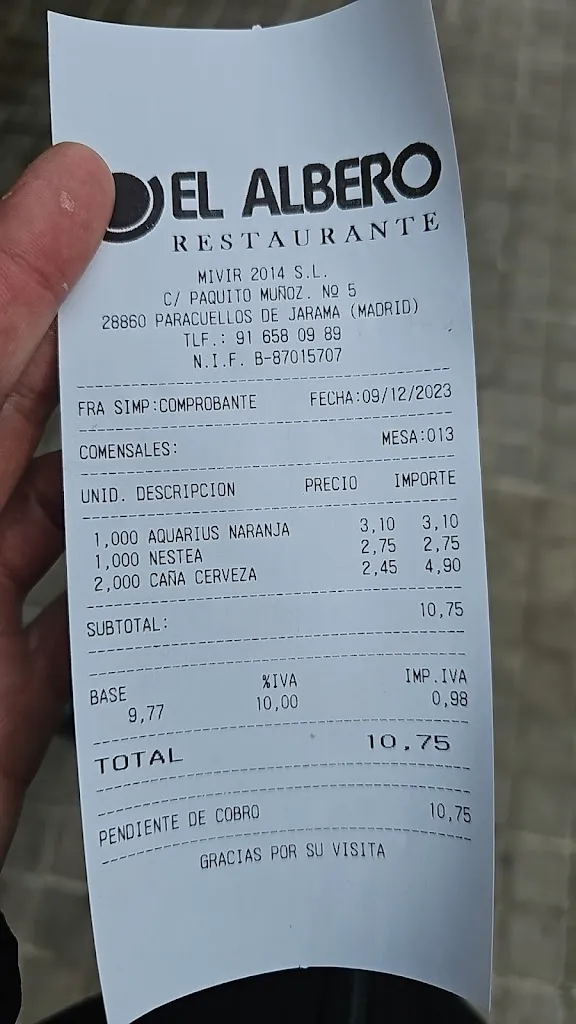 EL ALBERO
RESTAURANTE
MIVIR 2014 S.L.
C/ PAQUITO MUÑOZ. Nº 5
28860 PARACUELLOS DE JARAMA (MADRID)
TLF.: 91 658 09 89
N.I.F. B-87015707
FRA SIMP:COMPROBANTE FECHA:09/12/2023
COMENSALES: MESA:013
UNID. DESCRIPCION PRECIO IMPORTE
1,000 AQUARIUS NARANJA 3,10 3,10
1,000 NESTEA 2,75 2,75
2,000 CAÑA CERVEZA 2,45 4,90
SUBTOTAL: 10,75
BASE %IVA IMP.IVA
9,77 10,00 0,98
TOTAL 10,75
PENDIENTE DE COBRO 10,75
GRACIAS POR SU VISITA